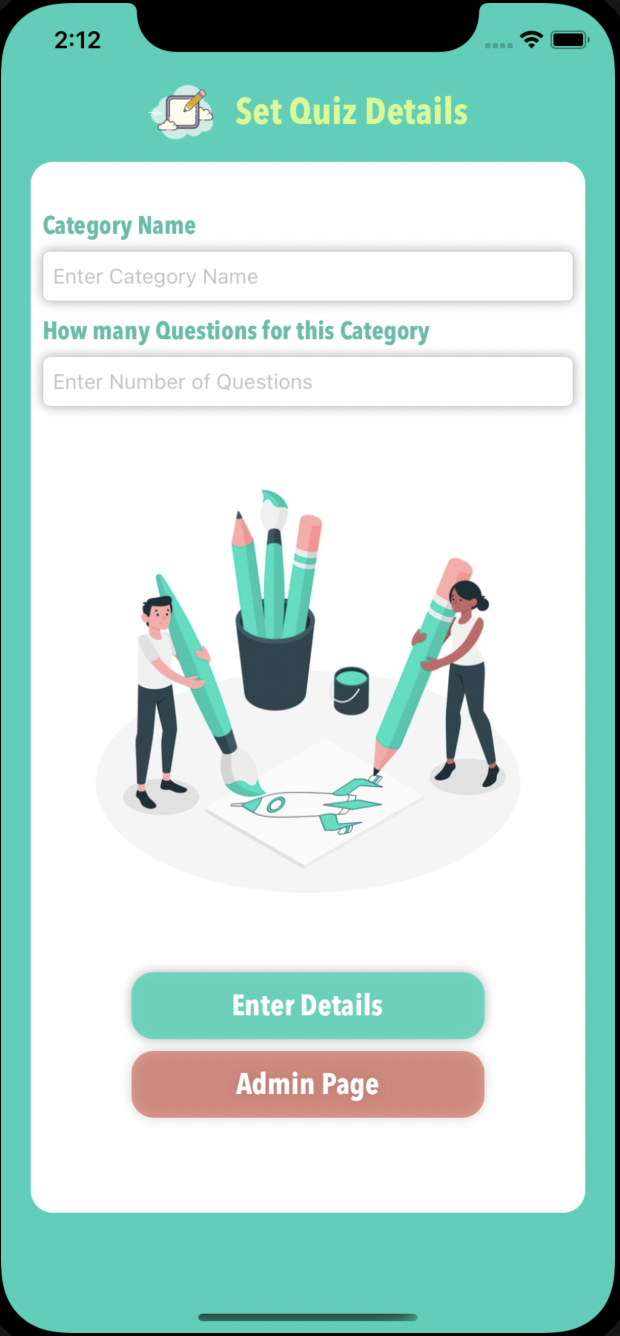 2:12
Set Quiz Details
Category Name
Enter Category Name
How many Questions for this Category
Enter Number of Questions
Enter Details
Admin Page